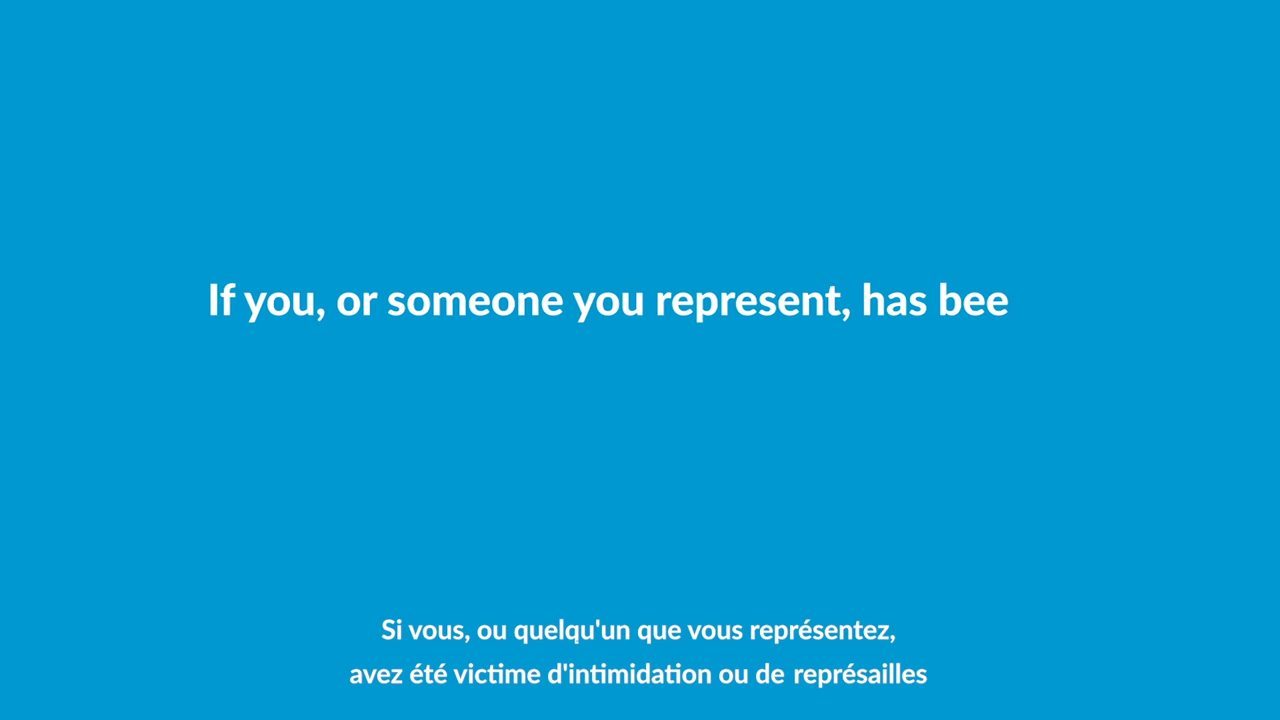 If you, or someone you represent, has bee
Si vous, ou quelqu'un que vous représentez,
avez été victime d'intimidation ou de représailles